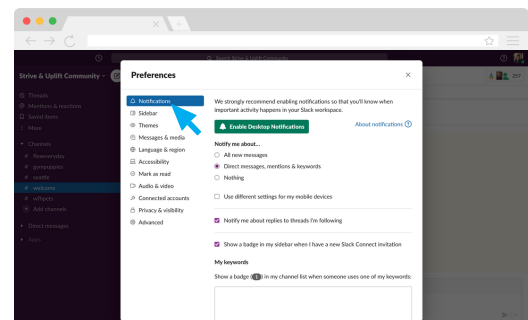 Search Strive & Uplift Community
Strive & Uplift Community
257
Preferences
Threads
Mentions & reactions
Saved items
More
Channels
# flexeveryday
# gympuppies
# seattle
# welcome
# wfhpets
Add channels
Direct messages
Apps
Notifications
Sidebar
Themes
Messages & media
Language & region
Accessibility
Mark as read
Audio & video
Connected accounts
Privacy & visibility
Advanced
We strongly recommend enabling notifications so that you'll know when
important activity happens in your Slack workspace.
Enable Desktop Notifications
About notifications
Notify me about...
All new messages
Direct messages, mentions & keywords
Nothing
Use different settings for my mobile devices
Notify me about replies to threads I'm following
Show a badge in my sidebar when I have a new Slack Connect invitation
My keywords
Show a badge (1) in my channel list when someone uses one of my keywords: